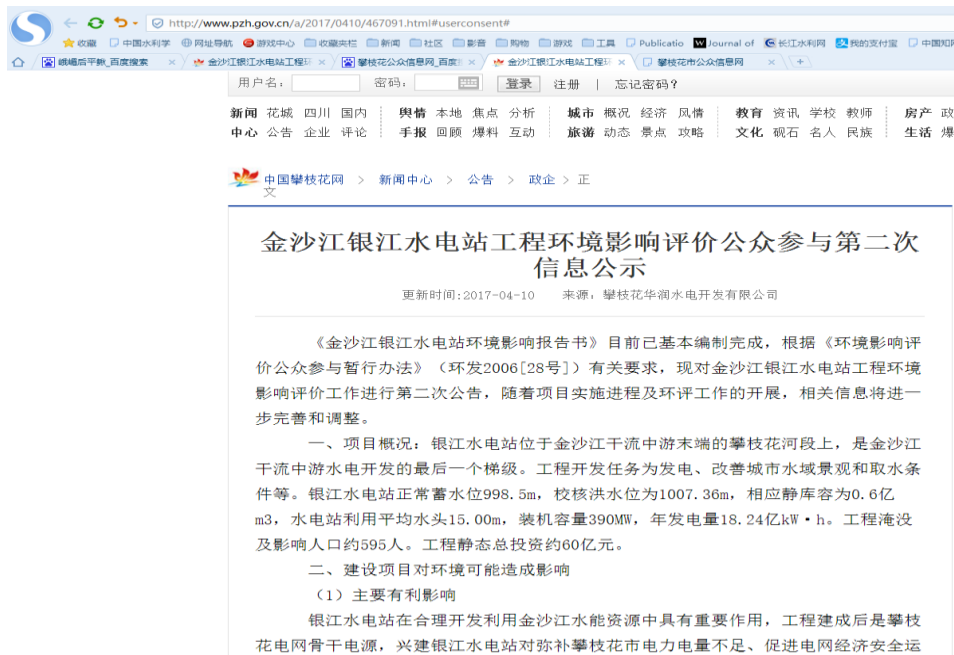 http://www.pzh.gov.cn/a/2017/0410/467091.html#userconsent#
收藏 中国水利学 网址导航 游戏中心 收藏夹栏 新闻 社区 影音 购物 游戏 工具 Publicatio Journal of 长江水利网 我的支付宝 中国知网
峨嵋后平鳅_百度搜索 金沙江银江水电站工程环 攀枝花公众信息网_百度 金沙江银江水电站工程环 攀枝花市公众信息网
用户名: 密码: 登录 注册 | 忘记密码?
新闻 花城 四川 国内 舆情 本地 焦点 分析 城市 概况 经济 风情 教育 资讯 学校 教师 房产 政
中心 公告 企业 评论 手报 回顾 爆料 互动 旅游 动态 景点 攻略 文化 砚石 名人 民族 生活 爆
中国攀枝花网 > 新闻中心 > 公告 > 政企 > 正
文
金沙江银江水电站工程环境影响评价公众参与第二次
信息公示
更新时间:2017-04-10 来源: 攀枝花华润水电开发有限公司
《金沙江银江水电站环境影响报告书》目前已基本编制完成,根据《环境影响评
价公众参与暂行办法》(环发2006[28号])有关要求,现对金沙江银江水电站工程环境
影响评价工作进行第二次公告,随着项目实施进程及环评工作的开展,相关信息将进一
步完善和调整。
一、项目概况:银江水电站位于金沙江干流中游末端的攀枝花河段上,是金沙江
干流中游水电开发的最后一个梯级。工程开发任务为发电、改善城市水域景观和取水条
件等。银江水电站正常蓄水位998.5m,校核洪水位为1007.36m,相应静库容为0.6亿
m3,水电站利用平均水头15.00m,装机容量390MW,年发电量18.24亿kW·h。工程淹没
及影响人口约595人。工程静态总投资约60亿元。
二、建设项目对环境可能造成影响
(1)主要有利影响
银江水电站在合理开发利用金沙江水能资源中具有重要作用,工程建成后是攀枝
花电网骨干电源,兴建银江水电站对弥补攀枝花市电力电量不足、促进电网经济安全运